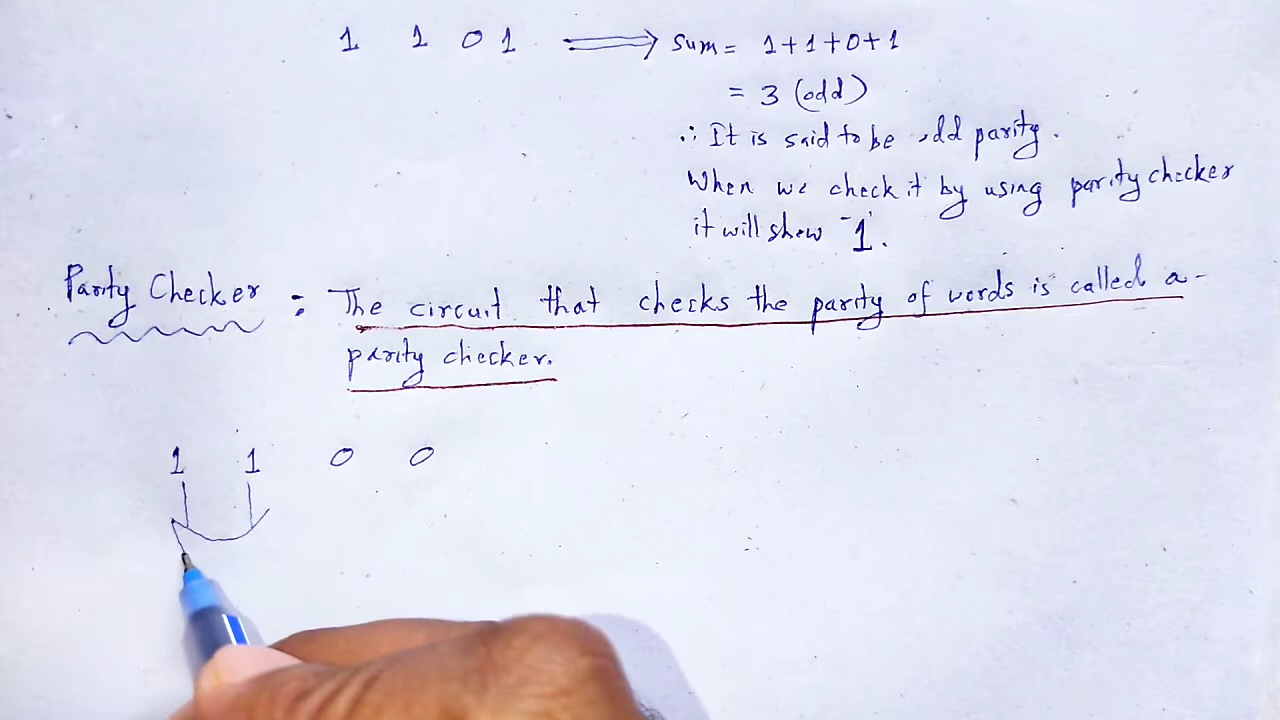 1 1 0 1 ⟹ Sum = 1+1+0+1
= 3 (odd)
∴ It is said to be odd parity.
When we check it by using parity checker
it will show "1".
Parity Checker : The circuit that checks the parity of words is called a-
parity checker.
1 1 0 0